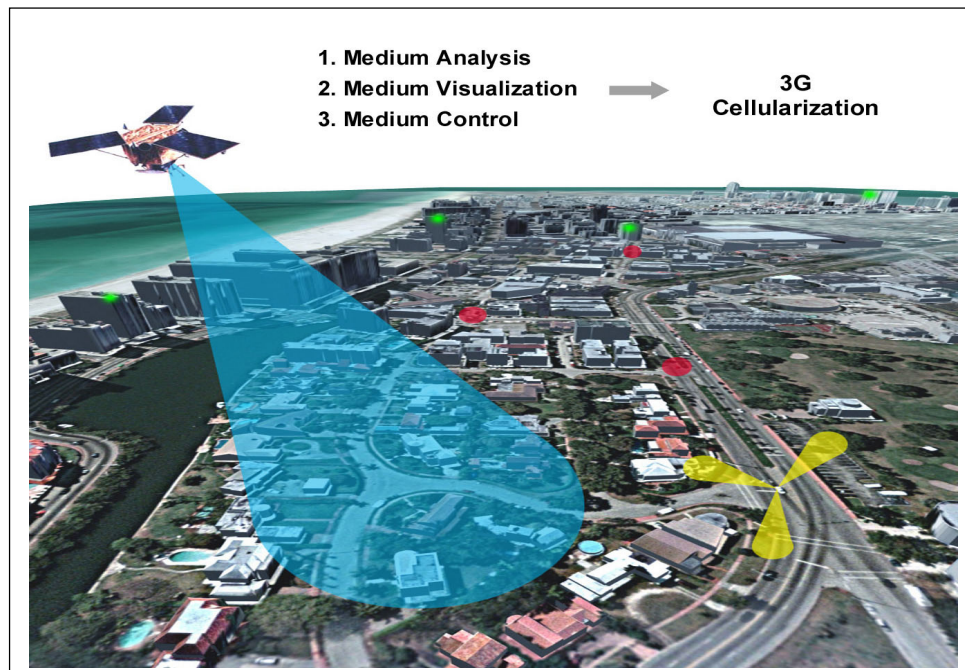 1. Medium Analysis
2. Medium Visualization
3. Medium Control
3G
Cellularization